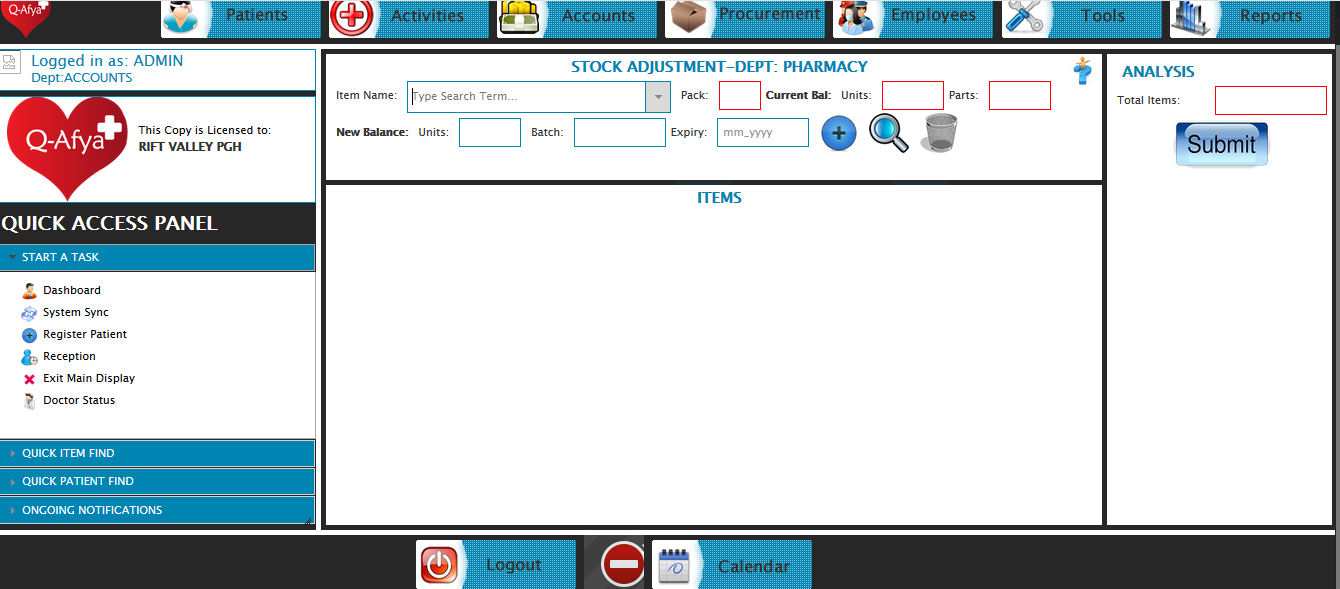 Q-Afya
Patients
Activities
Accounts
Procurement
Employees
Tools
Reports
Logged in as: ADMIN
Dept:ACCOUNTS
Q-Afya
This Copy is Licensed to:
RIFT VALLEY PGH
QUICK ACCESS PANEL
START A TASK
Dashboard
System Sync
Register Patient
Reception
Exit Main Display
Doctor Status
QUICK ITEM FIND
QUICK PATIENT FIND
ONGOING NOTIFICATIONS
STOCK ADJUSTMENT-DEPT: PHARMACY
Item Name: Type Search Term... Pack: Current Bal: Units: Parts:
New Balance: Units: Batch: Expiry: mm_yyyy
ITEMS
ANALYSIS
Total Items:
Submit
Logout
Calendar